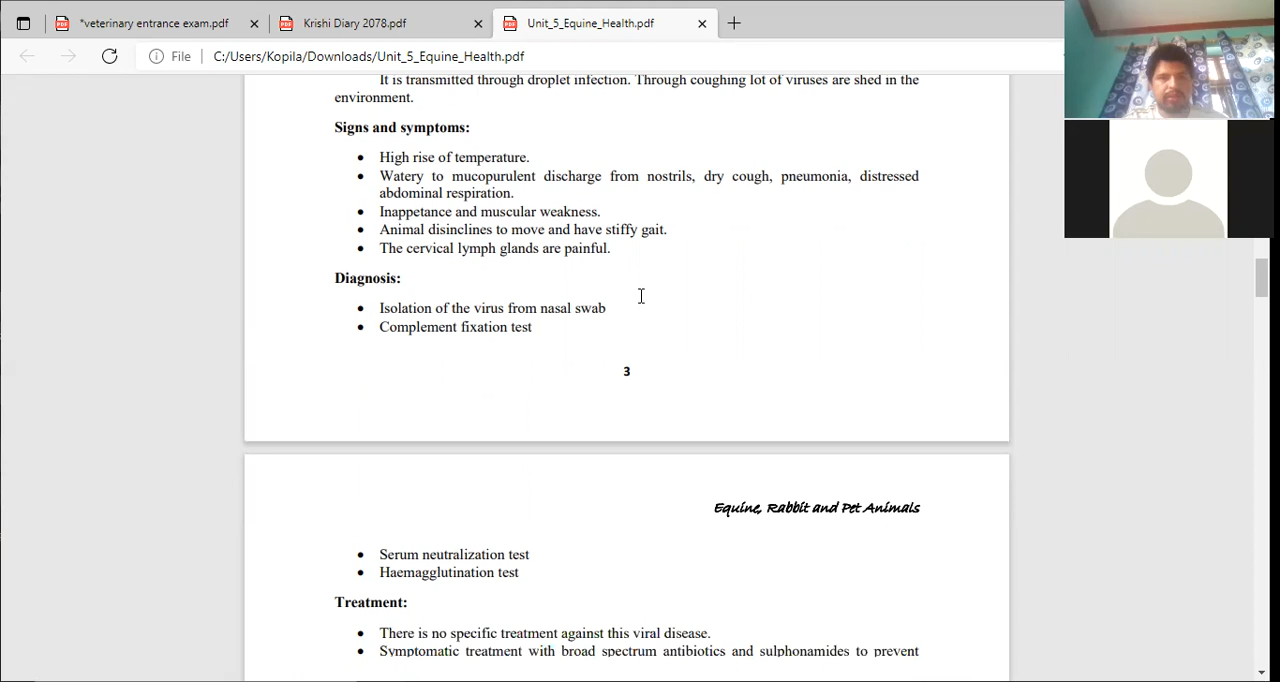 *veterinary entrance exam.pdf
Krishi Diary 2078.pdf
Unit_5_Equine_Health.pdf
File
C:/Users/Kopila/Downloads/Unit_5_Equine_Health.pdf
It is transmitted through droplet infection. Through coughing lot of viruses are shed in the
environment.
Signs and symptoms:
• High rise of temperature.
• Watery to mucopurulent discharge from nostrils, dry cough, pneumonia, distressed
abdominal respiration.
• Inappetance and muscular weakness.
• Animal disinclines to move and have stiffy gait.
• The cervical lymph glands are painful.
Diagnosis:
• Isolation of the virus from nasal swab
• Complement fixation test
3
Equine, Rabbit and Pet Animals
• Serum neutralization test
• Haemagglutination test
Treatment:
• There is no specific treatment against this viral disease.
• Symptomatic treatment with broad spectrum antibiotics and sulphonamides to prevent